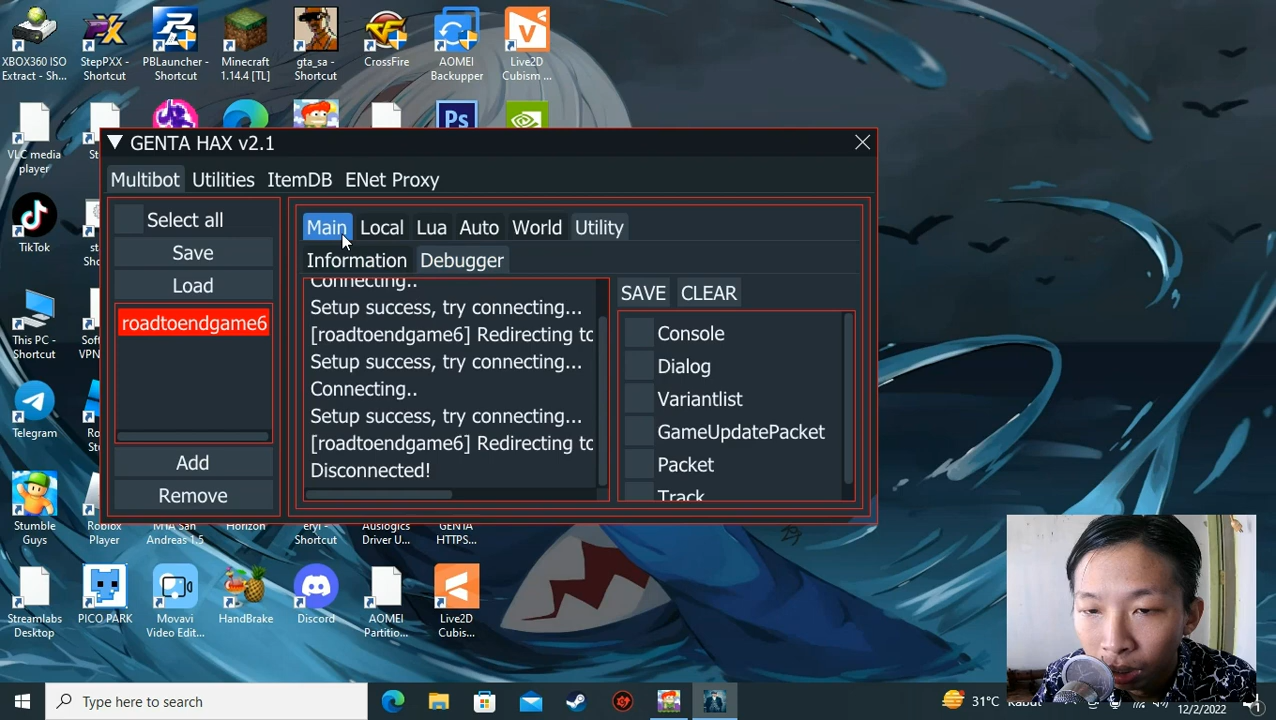 XBOX360 ISO
Extract - Sh...
StepPXX -
Shortcut
PBLauncher -
Shortcut
Minecraft
1.14.4 [TL]
gta_sa -
Shortcut
CrossFire
AOMEI
Backupper
Live2D
Cubism ...
Ps
VLC media
player
TikTok
This PC -
Shortcut
Telegram
GENTA HAX v2.1
Multibot
Utilities
ItemDB
ENet Proxy
Select all
Save
Load
roadtoendgame6
Add
Remove
Main
Local
Lua
Auto
World
Utility
Information
Debugger
Connecting..
Setup success, try connecting...
[roadtoendgame6] Redirecting to
Setup success, try connecting...
Connecting..
Setup success, try connecting...
[roadtoendgame6] Redirecting to
Disconnected!
SAVE
CLEAR
Console
Dialog
Variantlist
GameUpdatePacket
Packet
Track
Stumble
Guys
Roblox
Player
MTA San
Andreas 1.5
Horizon
eryl -
Shortcut
Auslogics
Driver U...
GENTA
HTTPS...
Streamlabs
Desktop
PICO PARK
Movavi
Video Edit...
HandBrake
Discord
AOMEI
Partitio...
Live2D
Cubis...
Type here to search
31°C
12/2/2022